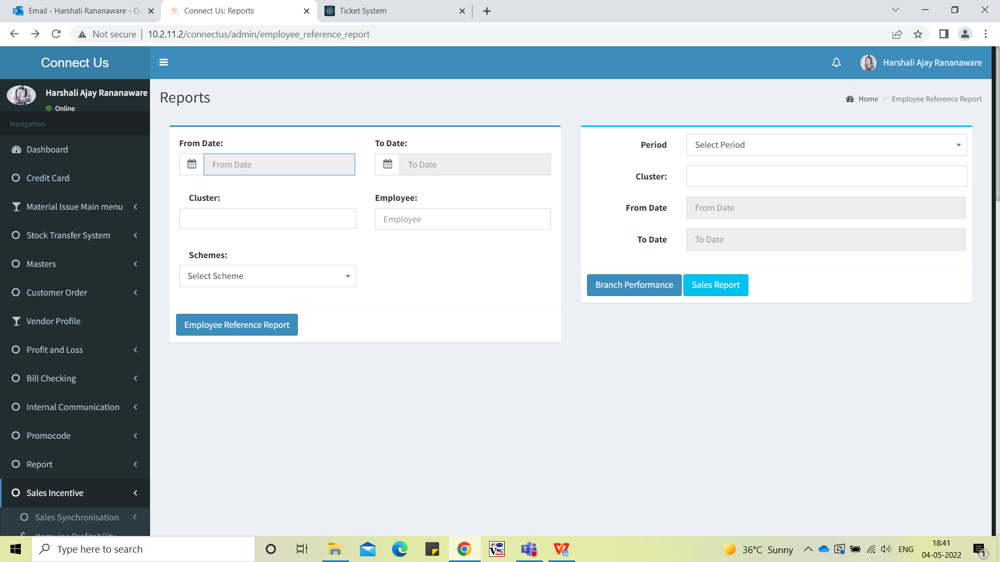 Email - Harshali Rananaware - Ou
Connect Us: Reports
Ticket System
Not secure
10.2.11.2/connectus/admin/employee_reference_report
Connect Us
Harshali Ajay Rananaware
Harshali Ajay Rananaware
Online
Reports
Home > Employee Reference Report
Navigation
Dashboard
Credit Card
Material Issue Main menu
Stock Transfer System
Masters
Customer Order
Vendor Profile
Profit and Loss
Bill Checking
Internal Communication
Promocode
Report
Sales Incentive
Sales Synchronisation
Itemwise Profitability
From Date:
To Date:
From Date
To Date
Cluster:
Employee:
Employee
Schemes:
Select Scheme
Employee Reference Report
Period
Select Period
Cluster:
From Date
From Date
To Date
To Date
Branch Performance
Sales Report
Type here to search
VNC
36°C Sunny
ENG
18:41
04-05-2022
1